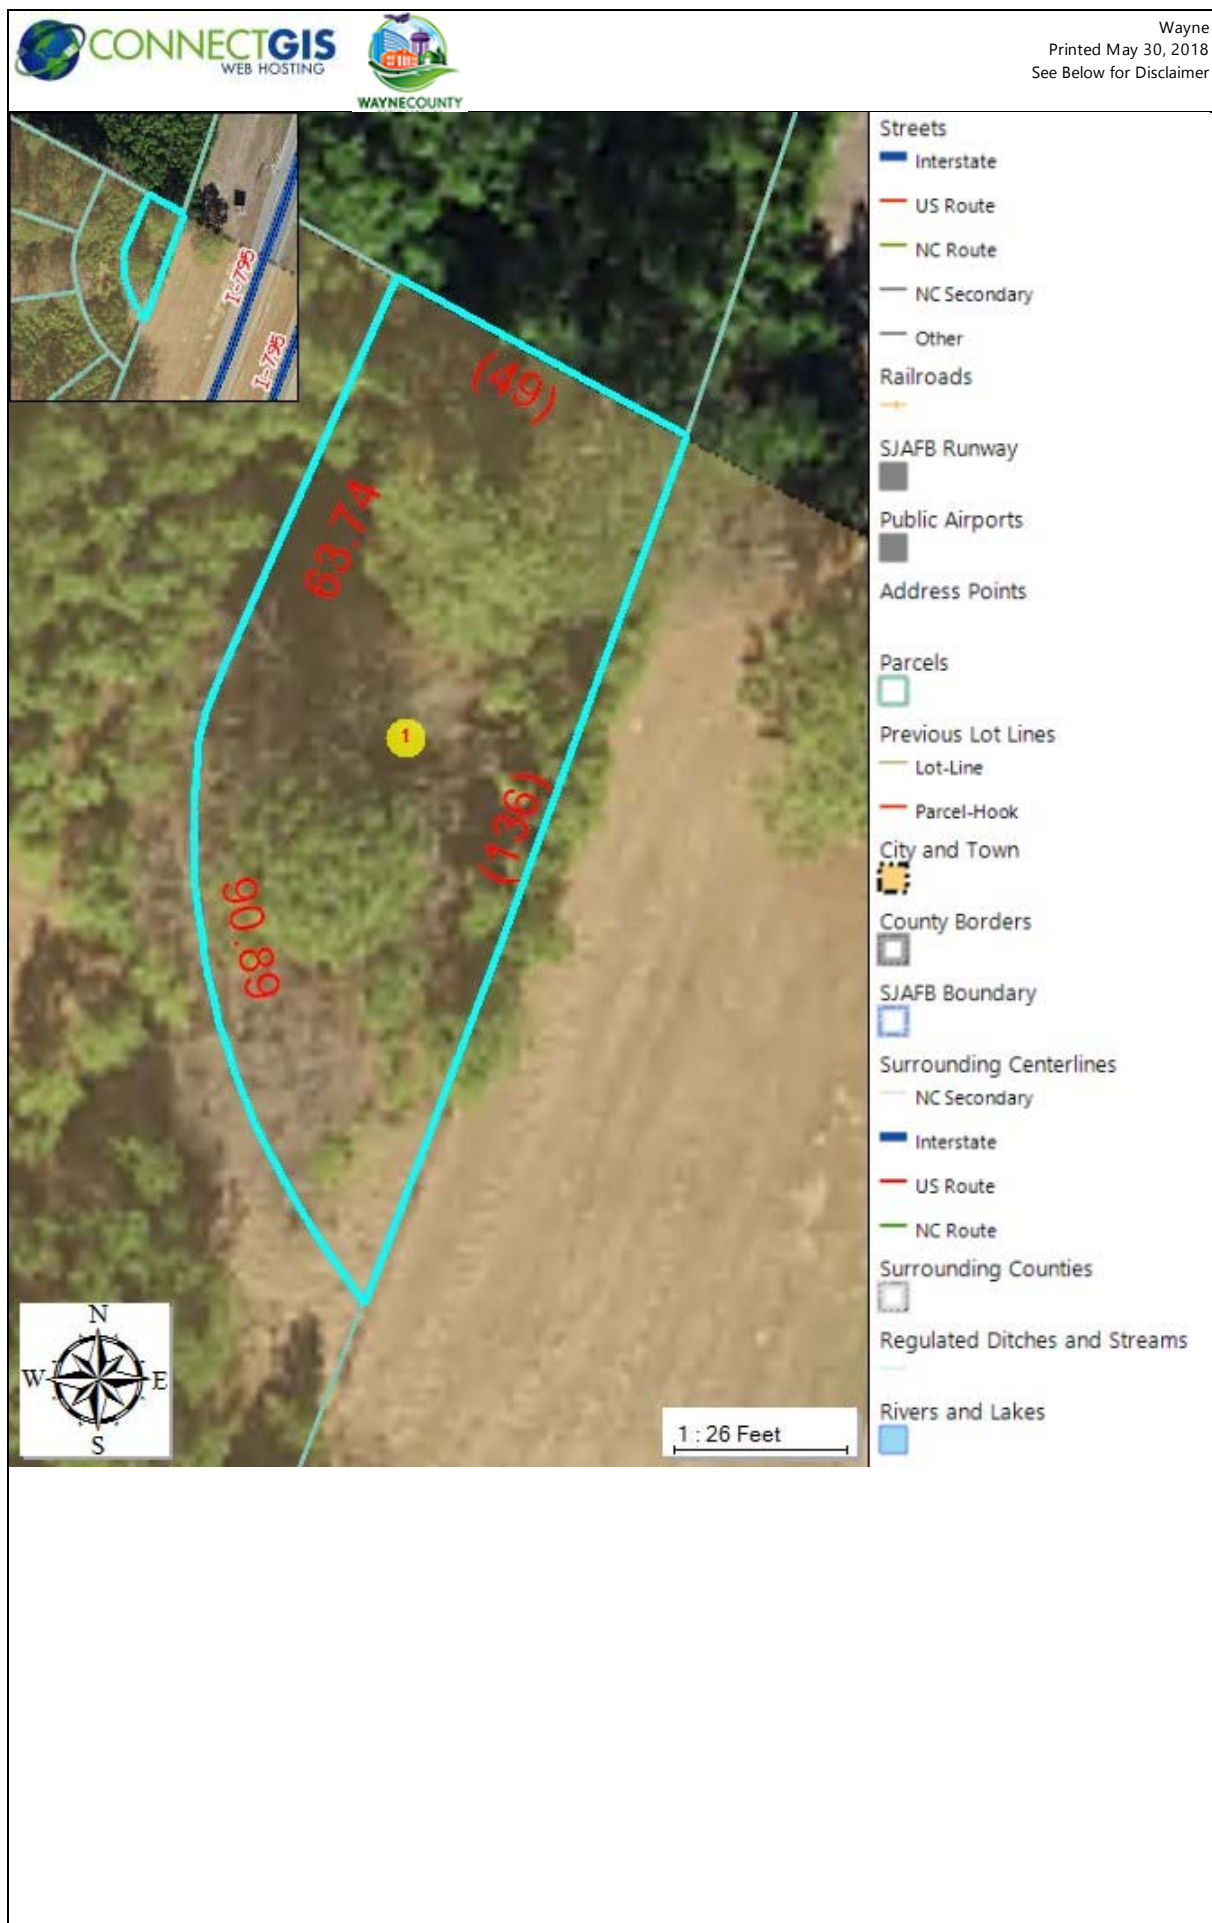 CONNECTGIS
WEB HOSTING
WAYNECOUNTY
Wayne
Printed May 30, 2018
See Below for Disclaimer
I-795
I-795
(49)
63.74
1
(136)
68.06
N
W E
S
1 : 26 Feet
Streets
Interstate
US Route
NC Route
NC Secondary
Other
Railroads
SJAFB Runway
Public Airports
Address Points
Parcels
Previous Lot Lines
Lot-Line
Parcel-Hook
City and Town
County Borders
SJAFB Boundary
Surrounding Centerlines
NC Secondary
Interstate
US Route
NC Route
Surrounding Counties
Regulated Ditches and Streams
Rivers and Lakes